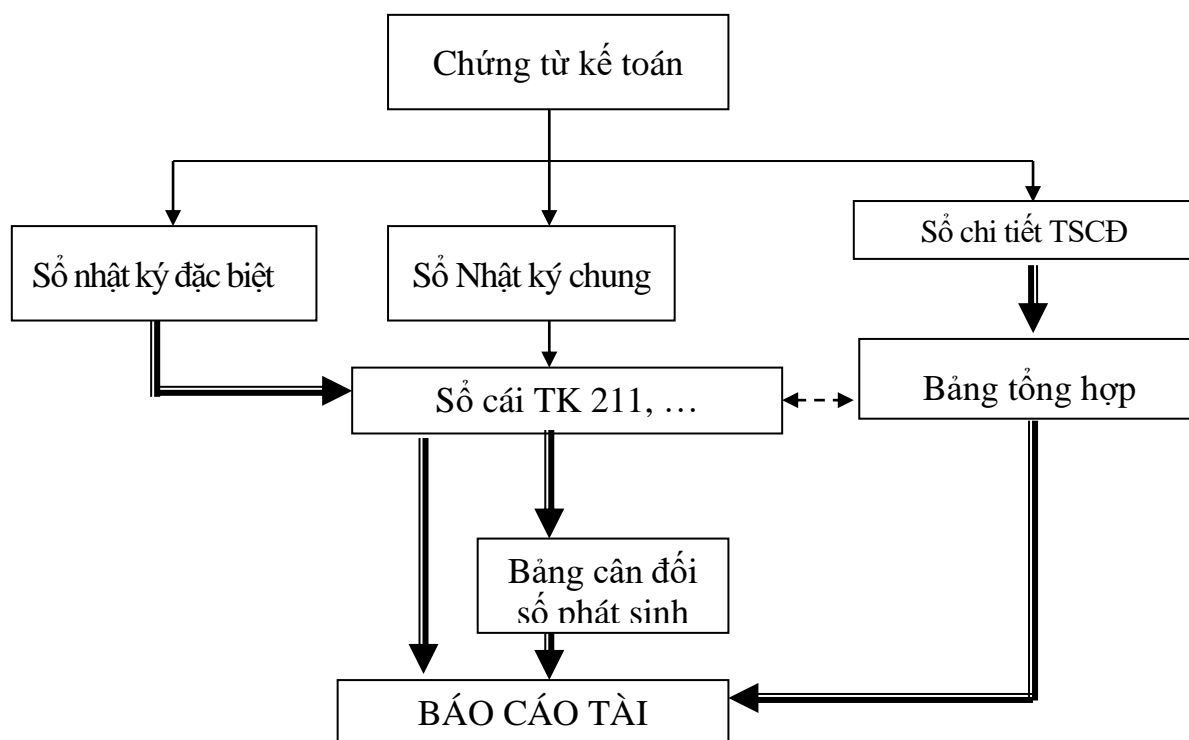 Chứng từ kế toán
Sổ nhật ký đặc biệt
Sổ Nhật ký chung
Sổ chi tiết TSCĐ
Sổ cái TK 211, …
Bảng tổng hợp
Bảng cân đối
số phát sinh
BÁO CÁO TÀI